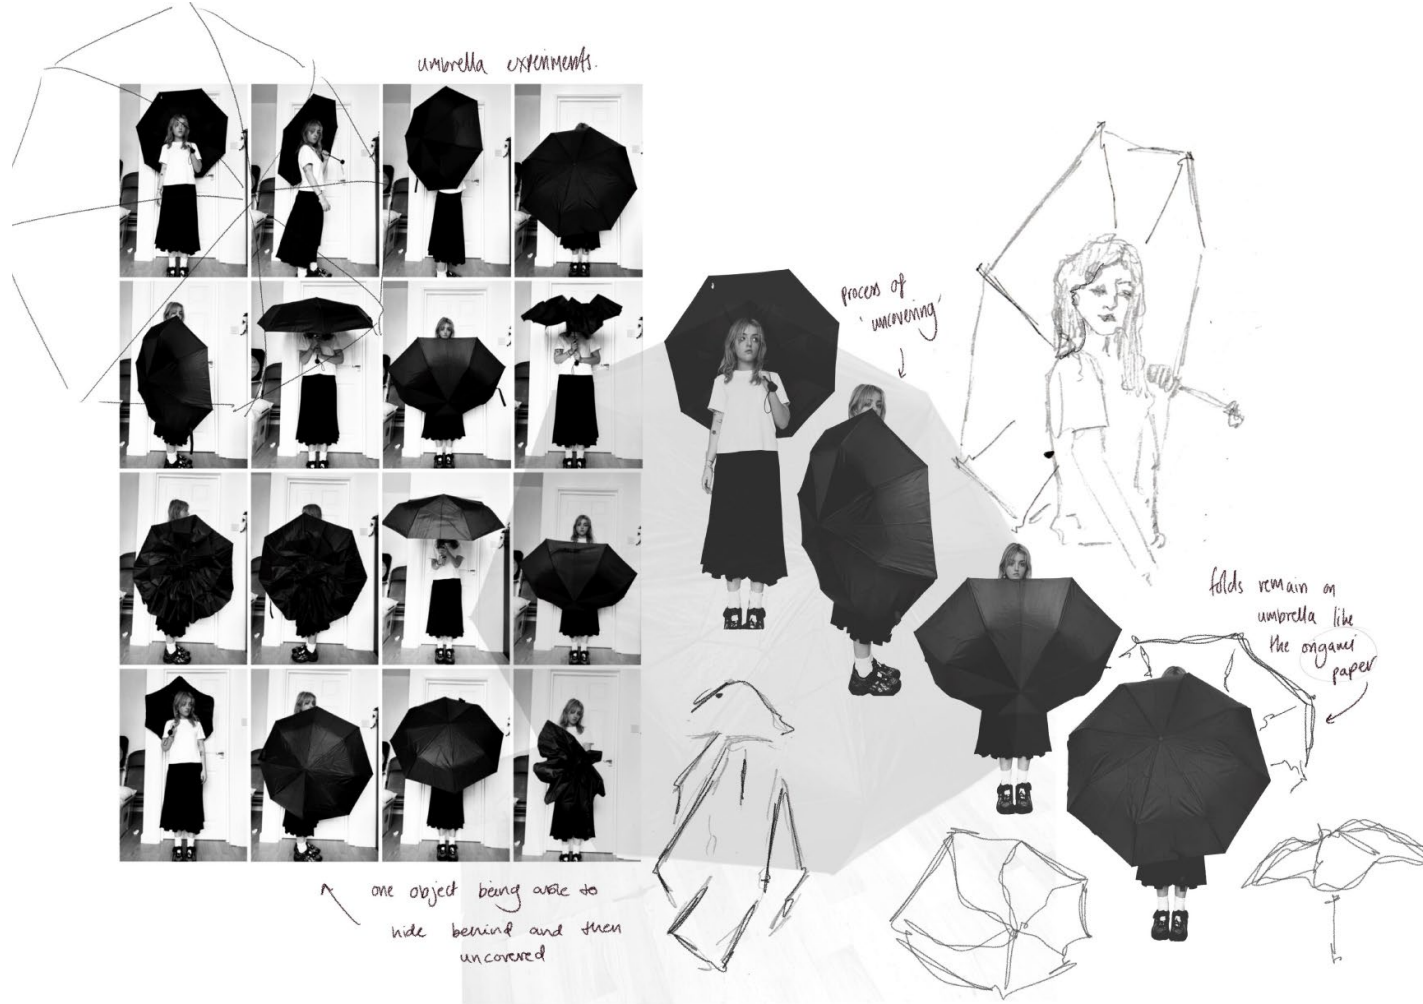 umbrella experiments.
process of
'uncovering'
folds remain on
umbrella like
the origami
paper
one object being able to
hide behind and then
uncovered